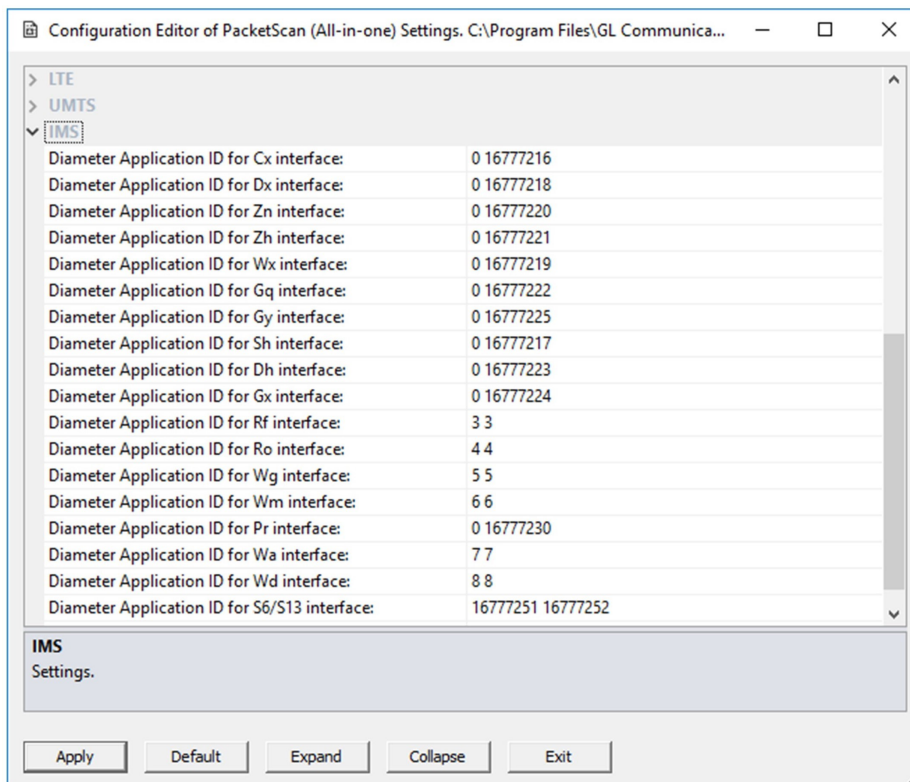 Configuration Editor of PacketScan (All-in-one) Settings. C:\Program Files\GL Communica...
LTE
UMTS
IMS
Diameter Application ID for Cx interface: 0 16777216
Diameter Application ID for Dx interface: 0 16777218
Diameter Application ID for Zn interface: 0 16777220
Diameter Application ID for Zh interface: 0 16777221
Diameter Application ID for Wx interface: 0 16777219
Diameter Application ID for Gq interface: 0 16777222
Diameter Application ID for Gy interface: 0 16777225
Diameter Application ID for Sh interface: 0 16777217
Diameter Application ID for Dh interface: 0 16777223
Diameter Application ID for Gx interface: 0 16777224
Diameter Application ID for Rf interface: 3 3
Diameter Application ID for Ro interface: 4 4
Diameter Application ID for Wg interface: 5 5
Diameter Application ID for Wm interface: 6 6
Diameter Application ID for Pr interface: 0 16777230
Diameter Application ID for Wa interface: 7 7
Diameter Application ID for Wd interface: 8 8
Diameter Application ID for S6/S13 interface: 16777251 16777252
IMS
Settings.
Apply Default Expand Collapse Exit